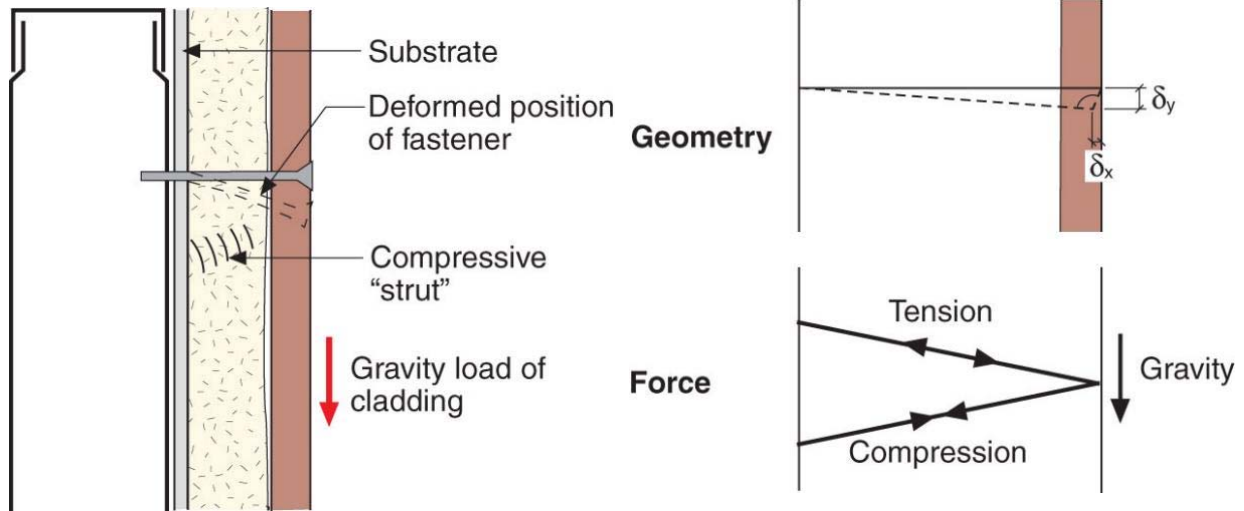 Substrate
Deformed position
of fastener
Compressive
“strut”
Gravity load of
cladding
Geometry
δy
δx
Force
Tension
Compression
Gravity